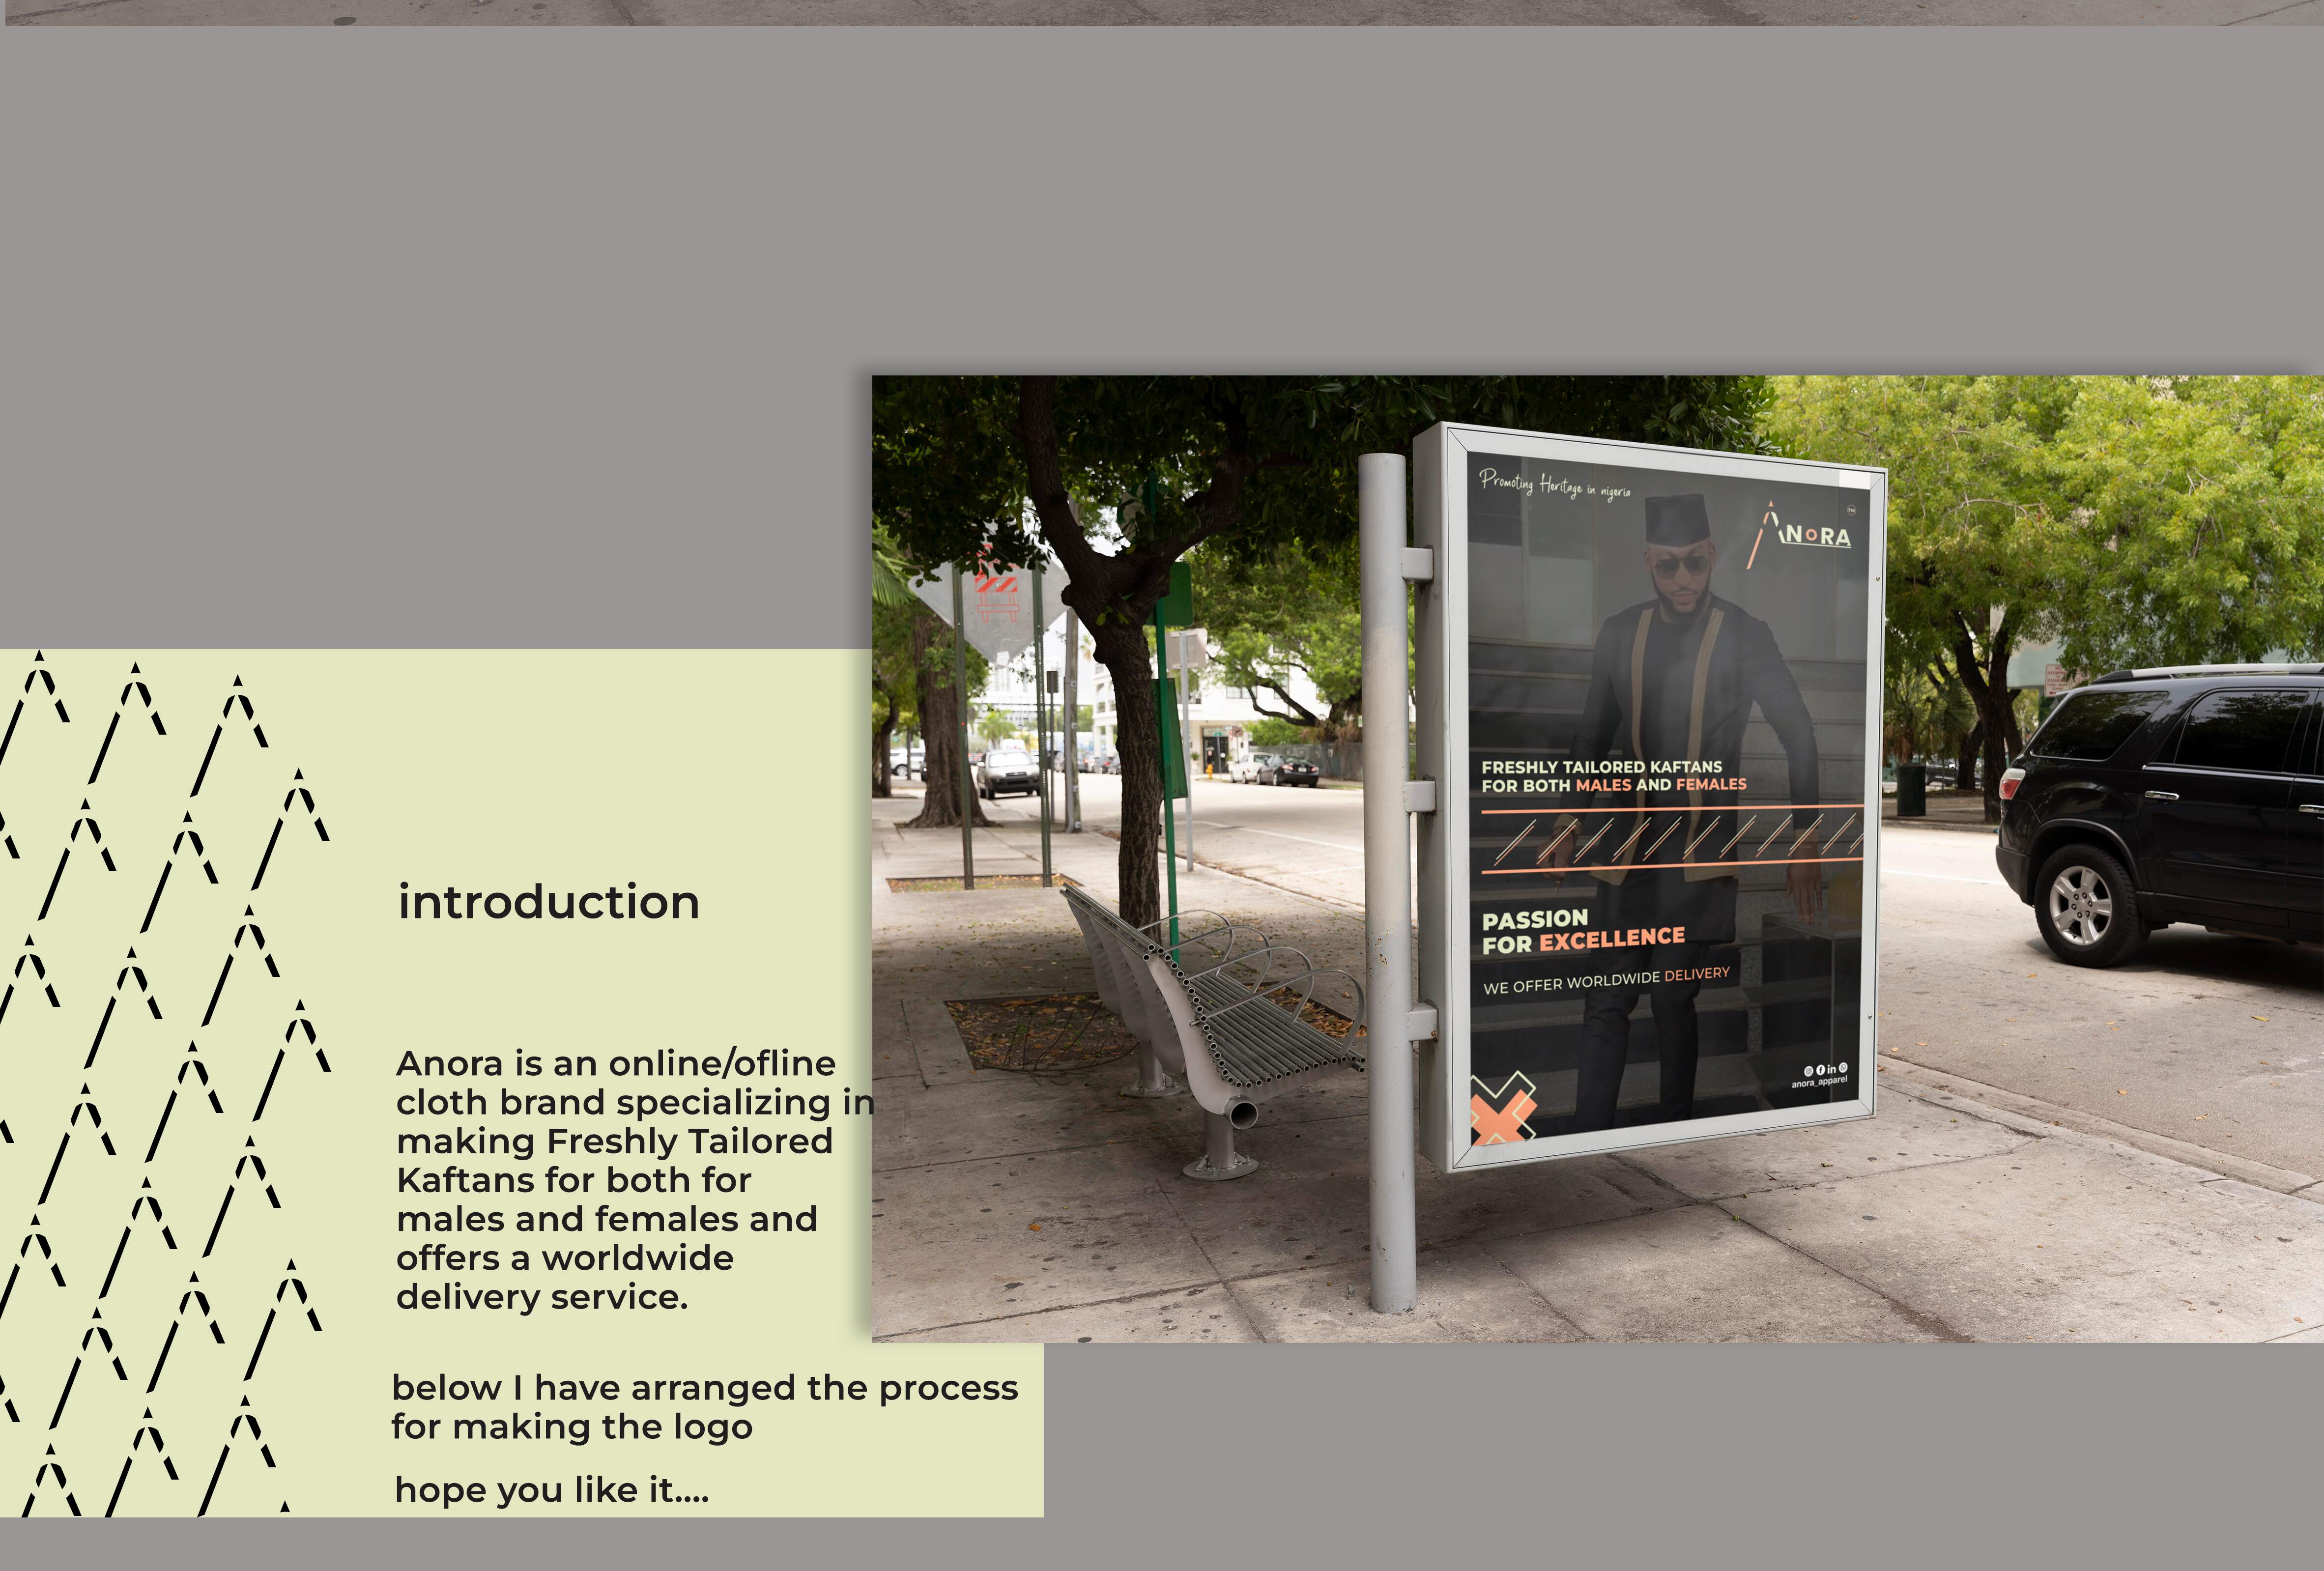 introduction
Anora is an online/ofline
cloth brand specializing in
making Freshly Tailored
Kaftans for both for
males and females and
offers a worldwide
delivery service.
below I have arranged the process
for making the logo
hope you like it....
Promoting Heritage in nigeria
ANORA
TM
FRESHLY TAILORED KAFTANS
FOR BOTH MALES AND FEMALES
PASSION
FOR EXCELLENCE
WE OFFER WORLDWIDE DELIVERY
anora_apparel